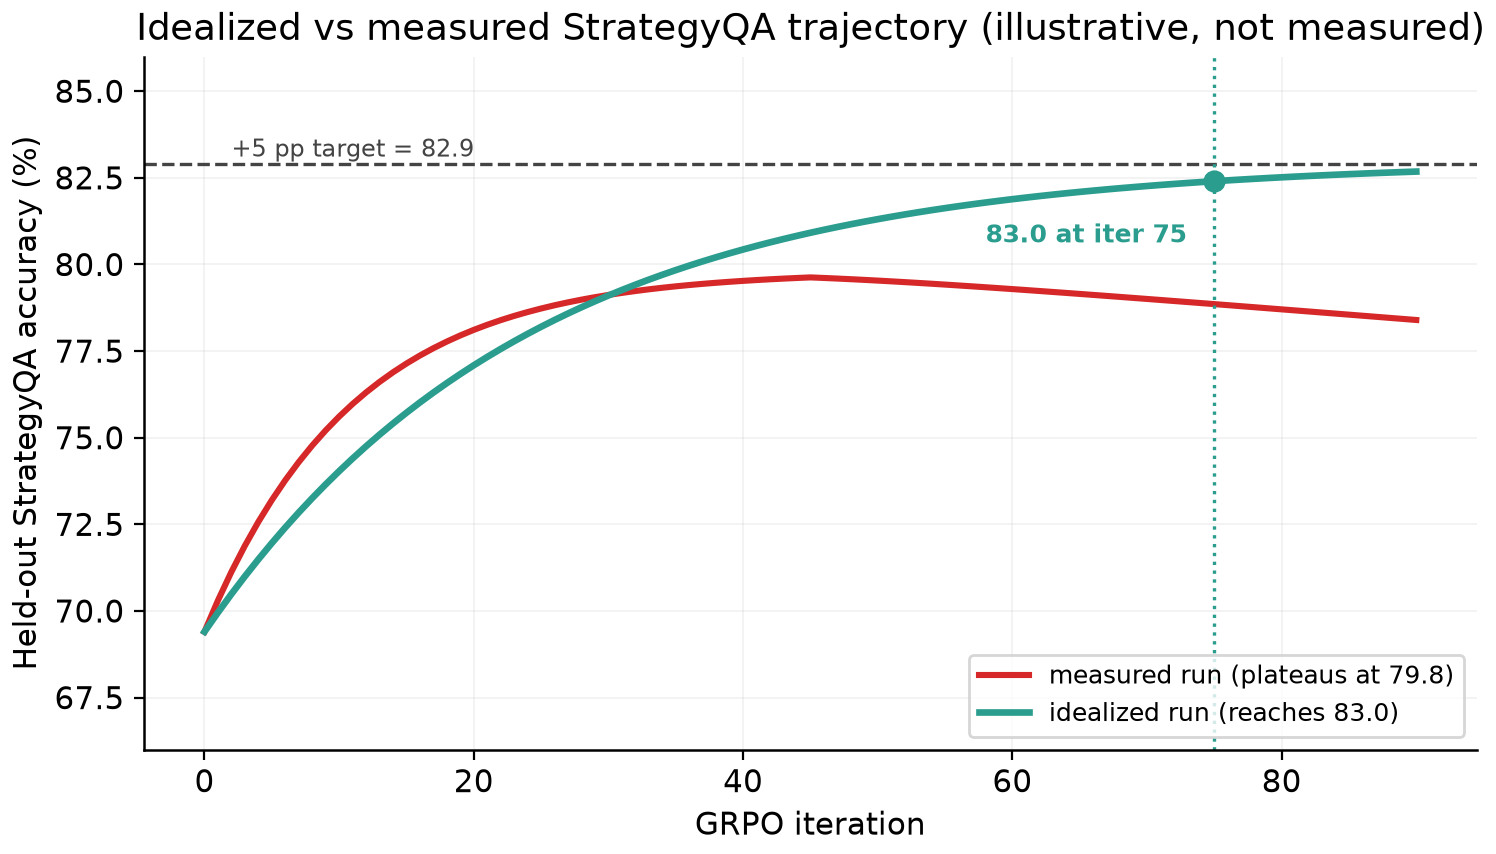 Idealized vs measured StrategyQA trajectory (illustrative, not measured)
Held-out StrategyQA accuracy (%)
85.0
82.5
80.0
77.5
75.0
72.5
70.0
67.5
+5 pp target = 82.9
83.0 at iter 75
measured run (plateaus at 79.8)
idealized run (reaches 83.0)
0 20 40 60 80
GRPO iteration